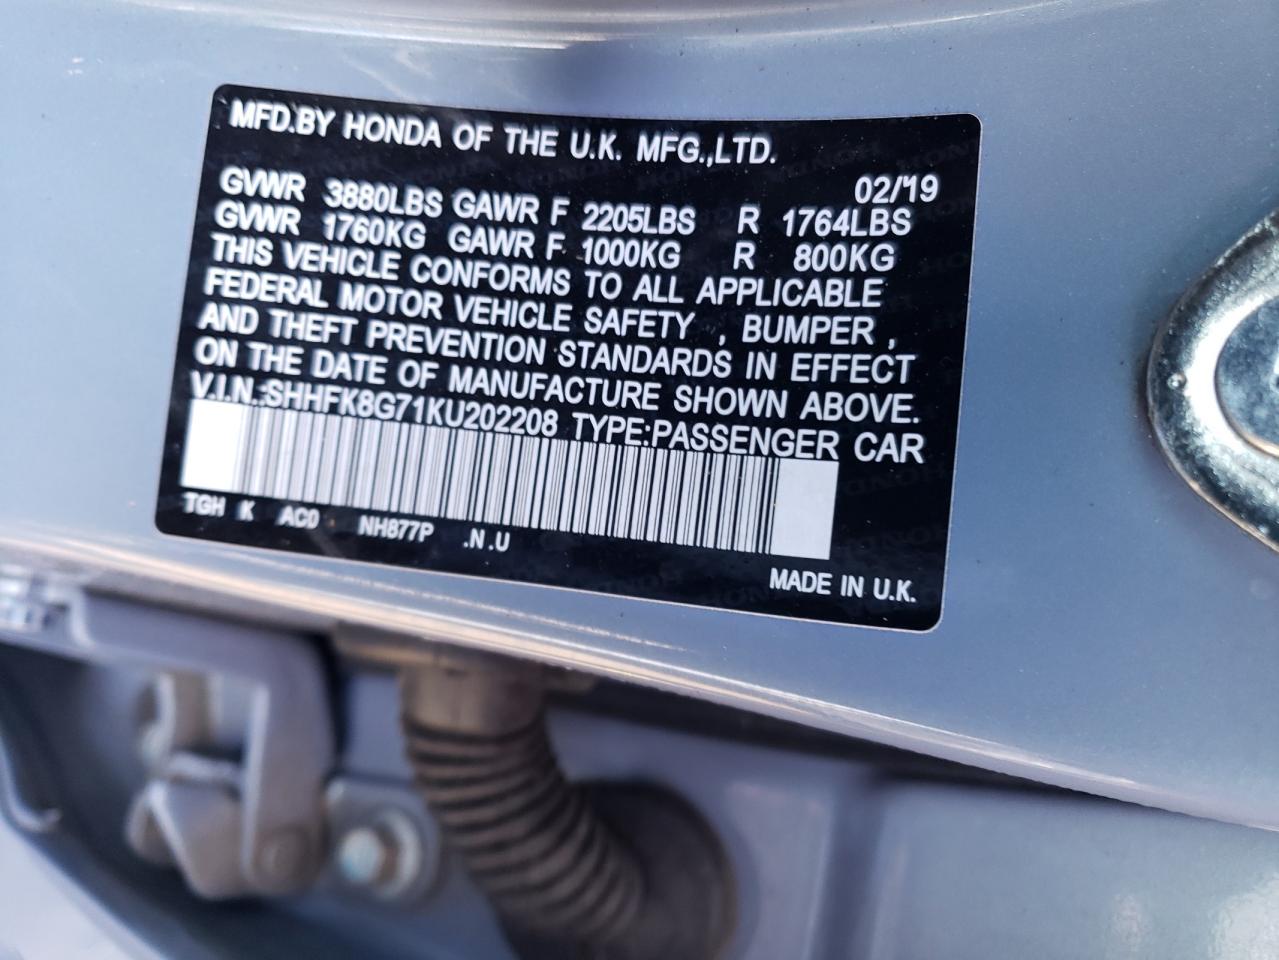 MFD.BY HONDA OF THE U.K. MFG.,LTD.
02/'19
GVWR 3880LBS GAWR F 2205LBS R 1764LBS
GVWR 1760KG GAWR F 1000KG R 800KG
THIS VEHICLE CONFORMS TO ALL APPLICABLE
FEDERAL MOTOR VEHICLE SAFETY , BUMPER ,
AND THEFT PREVENTION STANDARDS IN EFFECT
ON THE DATE OF MANUFACTURE SHOWN ABOVE.
V.I.N.:SHHFK8G71KU202208 TYPE:PASSENGER CAR
TGH K AC0 NH877P .N.U
MADE IN U.K.